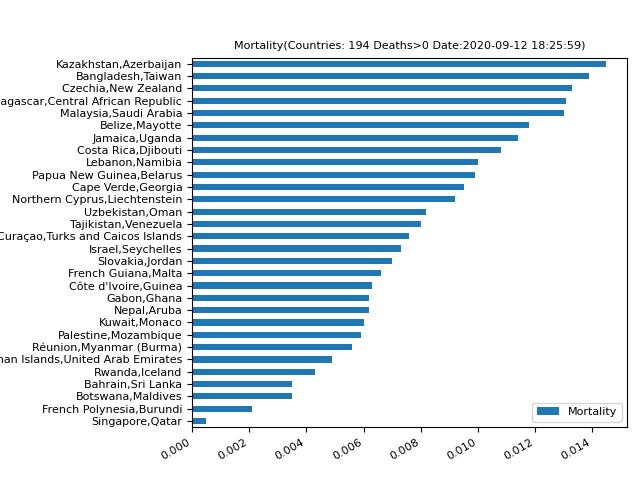 Mortality(Countries: 194 Deaths>0 Date:2020-09-12 18:25:59)
Kazakhstan,Azerbaijan
Bangladesh,Taiwan
Czechia,New Zealand
agascar,Central African Republic
Malaysia,Saudi Arabia
Belize,Mayotte
Jamaica,Uganda
Costa Rica,Djibouti
Lebanon,Namibia
Papua New Guinea,Belarus
Cape Verde,Georgia
Northern Cyprus,Liechtenstein
Uzbekistan,Oman
Tajikistan,Venezuela
Curaçao,Turks and Caicos Islands
Israel,Seychelles
Slovakia,Jordan
French Guiana,Malta
Côte d'Ivoire,Guinea
Gabon,Ghana
Nepal,Aruba
Kuwait,Monaco
Palestine,Mozambique
Réunion,Myanmar (Burma)
man Islands,United Arab Emirates
Rwanda,Iceland
Bahrain,Sri Lanka
Botswana,Maldives
French Polynesia,Burundi
Singapore,Qatar
Mortality
0.000 0.002 0.004 0.006 0.008 0.010 0.012 0.014